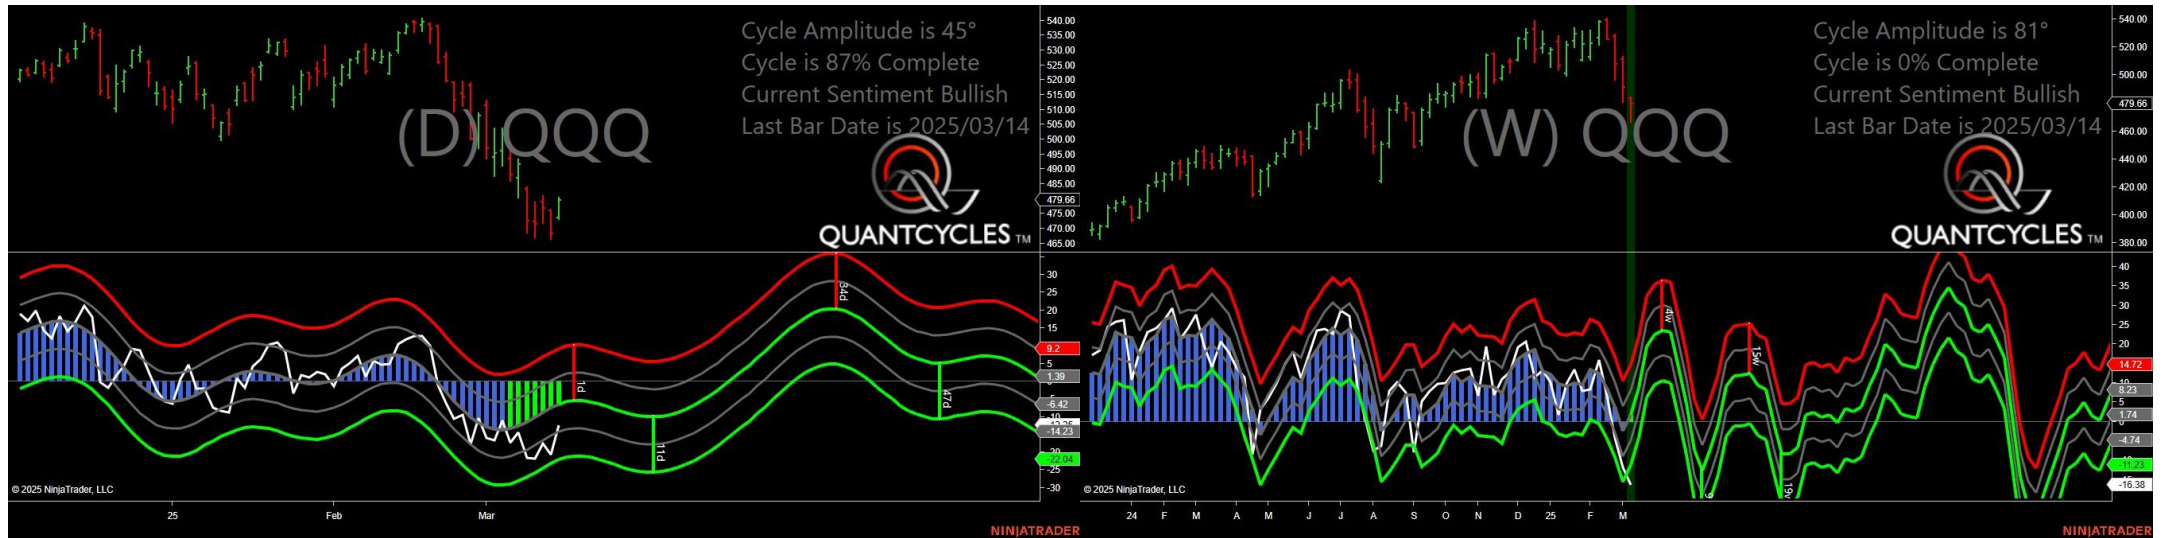 Cycle Amplitude is 45°
Cycle is 87% Complete
Current Sentiment Bullish
Last Bar Date is 2025/03/14
(D) QQQ
QUANTCYCLES TM
540.00
535.00
530.00
525.00
520.00
515.00
510.00
505.00
500.00
495.00
490.00
485.00
479.66
475.00
470.00
465.00
34d
1d
11d
47d
30
25
20
15
9.2
5
1.39
-6.42
-14.23
-22.04
-25
-30
© 2025 NinjaTrader, LLC
25
Feb
Mar
NINJATRADER
Cycle Amplitude is 81°
Cycle is 0% Complete
Current Sentiment Bullish
Last Bar Date is 2025/03/14
(W) QQQ
QUANTCYCLES TM
540.00
520.00
500.00
479.66
460.00
440.00
420.00
400.00
380.00
4w
15w
9
19w
40
35
30
25
20
14.72
8.23
5
1.74
-4.74
-11.23
-16.38
© 2025 NinjaTrader, LLC
24 F M A M J J A S O N D 25 F M
NINJATRADER